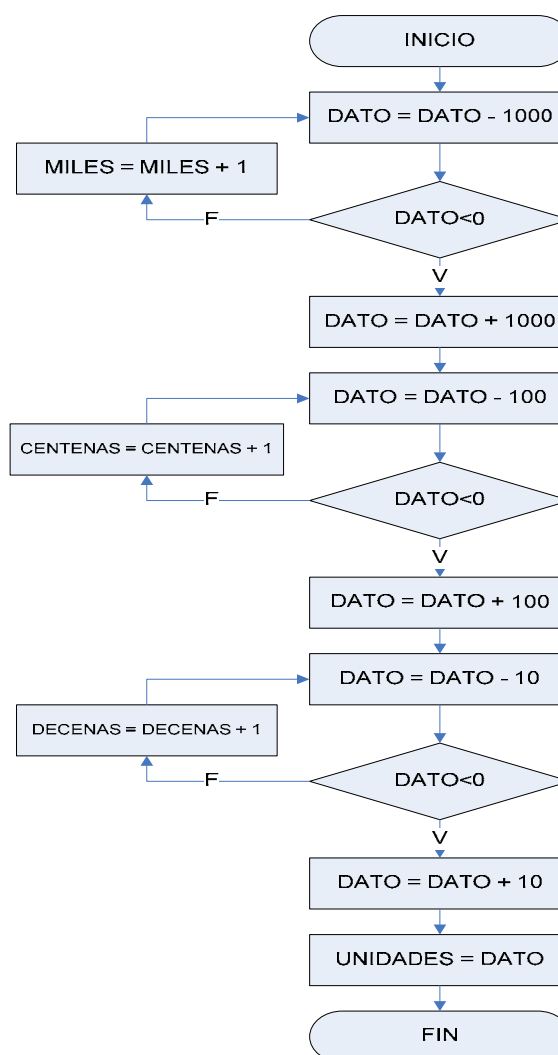 INICIO
DATO = DATO - 1000
MILES = MILES + 1
DATO<0
F
V
DATO = DATO + 1000
DATO = DATO - 100
CENTENAS = CENTENAS + 1
DATO<0
F
V
DATO = DATO + 100
DATO = DATO - 10
DECENAS = DECENAS + 1
DATO<0
F
V
DATO = DATO + 10
UNIDADES = DATO
FIN